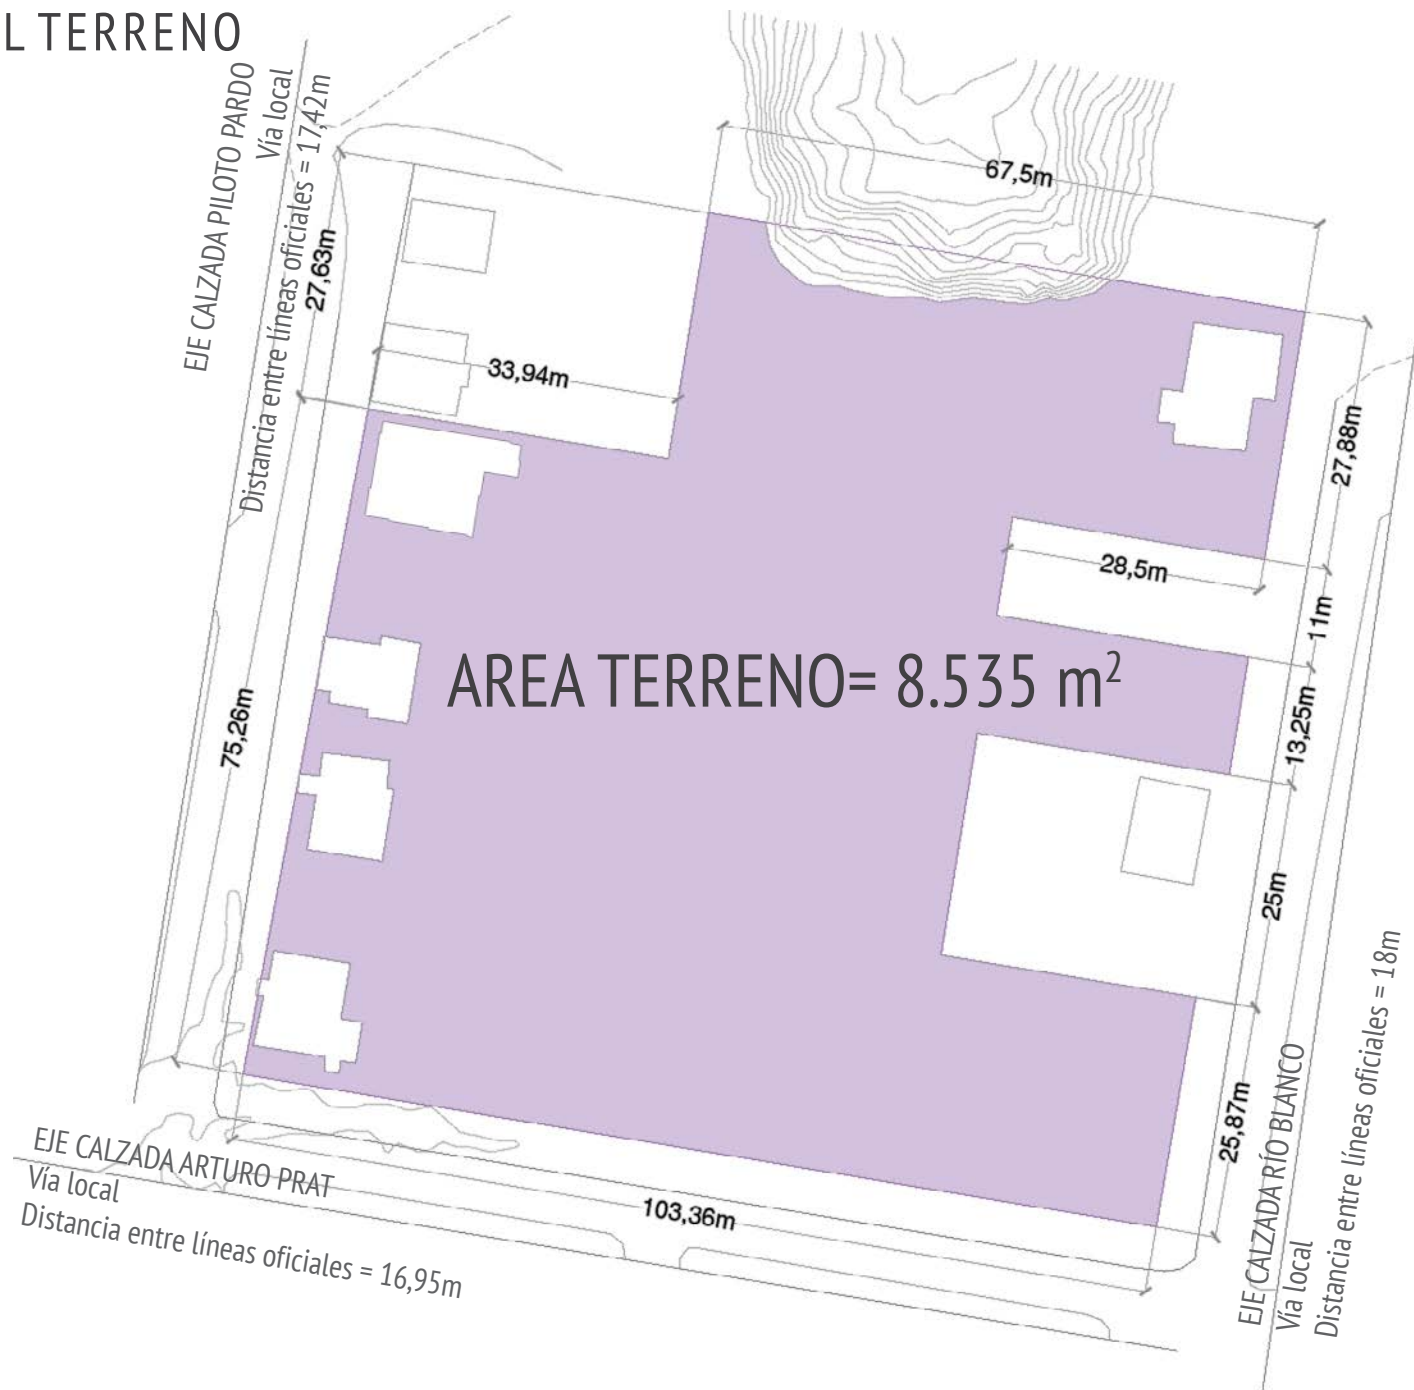 L TERRENO
EJE CALZADA PILOTO PARDO
Vía local
Distancia entre líneas oficiales = 17,42m
67,5m
27,63m
33,94m
27,88m
28,5m
11m
AREA TERRENO= 8.535 m²
75,26m
13,25m
25m
25,87m
EJE CALZADA RÍO BLANCO
Vía local
Distancia entre líneas oficiales = 18m
EJE CALZADA ARTURO PRAT
Vía local
Distancia entre líneas oficiales = 16,95m
103,36m